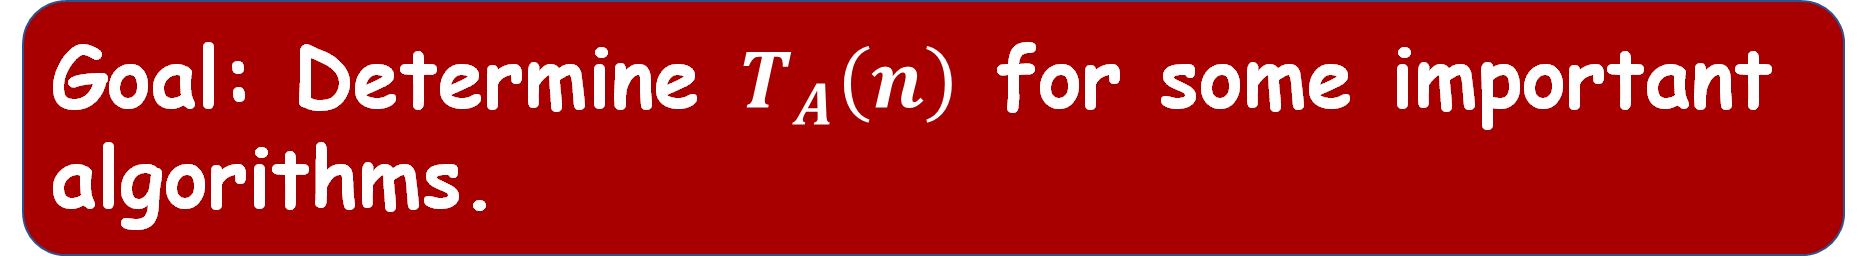 Goal: Determine $T_A(n)$ for some important
algorithms.